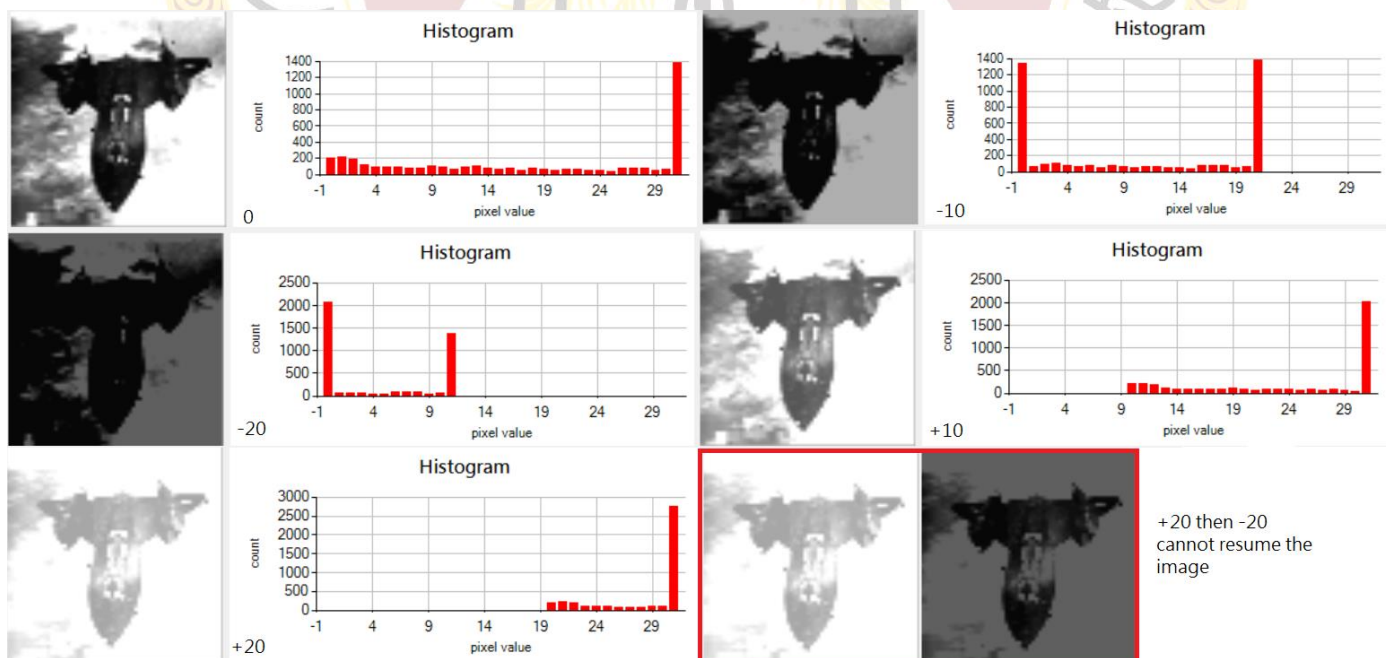 Histogram
1400
1200
1000
800
600
400
200
0
count
-1 4 9 14 19 24 29
pixel value
0
Histogram
1400
1200
1000
800
600
400
200
0
count
-1 4 9 14 19 24 29
pixel value
-10
Histogram
2500
2000
1500
1000
500
0
count
-1 4 9 14 19 24 29
pixel value
-20
Histogram
2500
2000
1500
1000
500
0
count
-1 4 9 14 19 24 29
pixel value
+10
Histogram
3000
2500
2000
1500
1000
500
0
count
-1 4 9 14 19 24 29
pixel value
+20
+20 then -20
cannot resume the
image